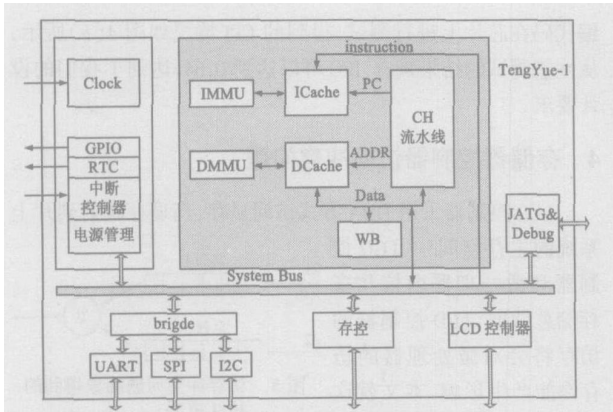 TengYue-1
Clock
GPIO
RTC
中断
控制器
电源管理
instruction
IMMU
ICache
PC
CH
流水线
DMMU
DCache
ADDR
Data
WB
JATG&
Debug
System Bus
brigde
UART
SPI
I2C
存控
LCD 控制器